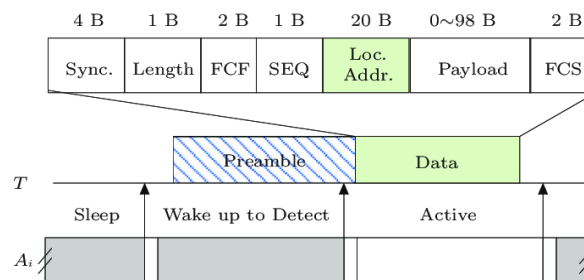 4 B 1 B 2 B 1 B 20 B 0~98 B 2 B
Sync. Length FCF SEQ Loc. Addr. Payload FCS
Preamble Data
T
Sleep Wake up to Detect Active
Ai